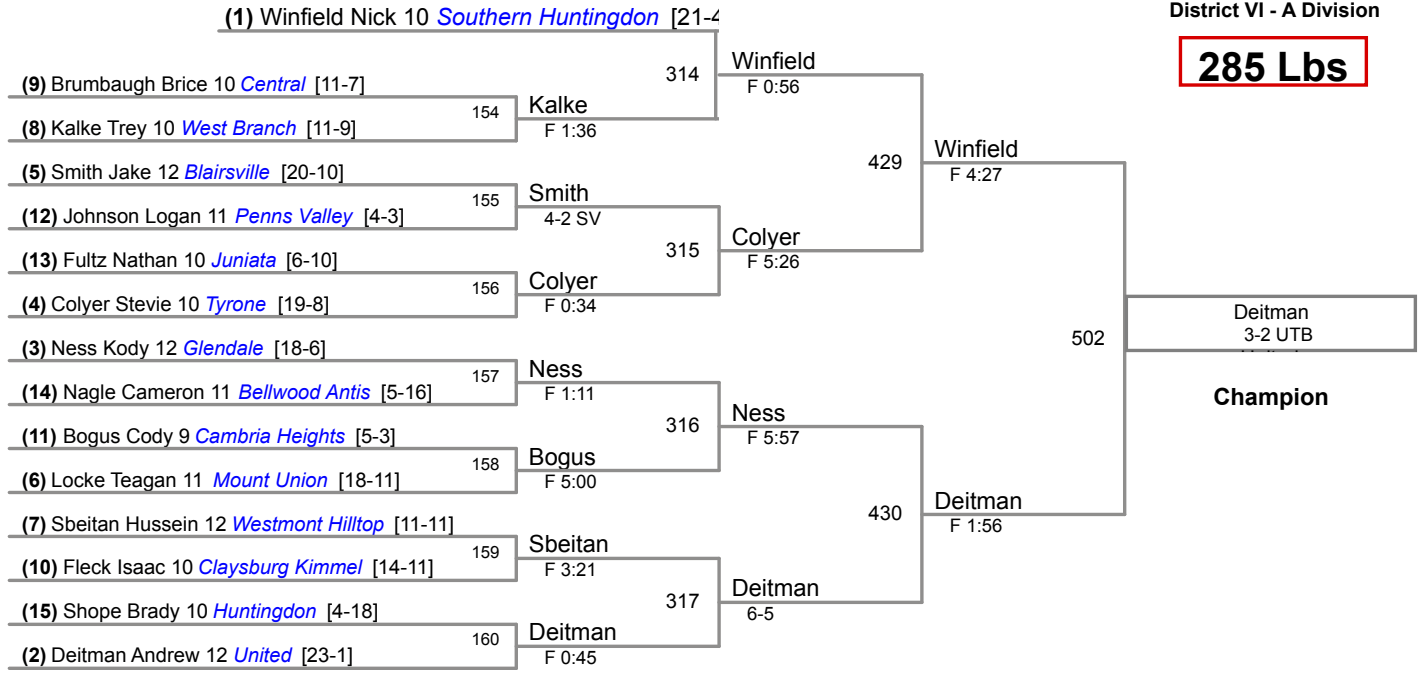 (1) Winfield Nick 10 Southern Huntingdon [21-4
District VI - A Division
285 Lbs
314
Winfield
F 0:56
(9) Brumbaugh Brice 10 Central [11-7]
154
Kalke
F 1:36
(8) Kalke Trey 10 West Branch [11-9]
429
Winfield
F 4:27
(5) Smith Jake 12 Blairsville [20-10]
155
Smith
4-2 SV
(12) Johnson Logan 11 Penns Valley [4-3]
315
Colyer
F 5:26
(13) Fultz Nathan 10 Juniata [6-10]
156
Colyer
F 0:34
(4) Colyer Stevie 10 Tyrone [19-8]
502
Deitman
3-2 UTB
Champion
(3) Ness Kody 12 Glendale [18-6]
157
Ness
F 1:11
(14) Nagle Cameron 11 Bellwood Antis [5-16]
316
Ness
F 5:57
(11) Bogus Cody 9 Cambria Heights [5-3]
158
Bogus
F 5:00
(6) Locke Teagan 11 Mount Union [18-11]
430
Deitman
F 1:56
(7) Sbeitan Hussein 12 Westmont Hilltop [11-11]
159
Sbeitan
F 3:21
(10) Fleck Isaac 10 Claysburg Kimmel [14-11]
317
Deitman
6-5
(15) Shope Brady 10 Huntingdon [4-18]
160
Deitman
F 0:45
(2) Deitman Andrew 12 United [23-1]